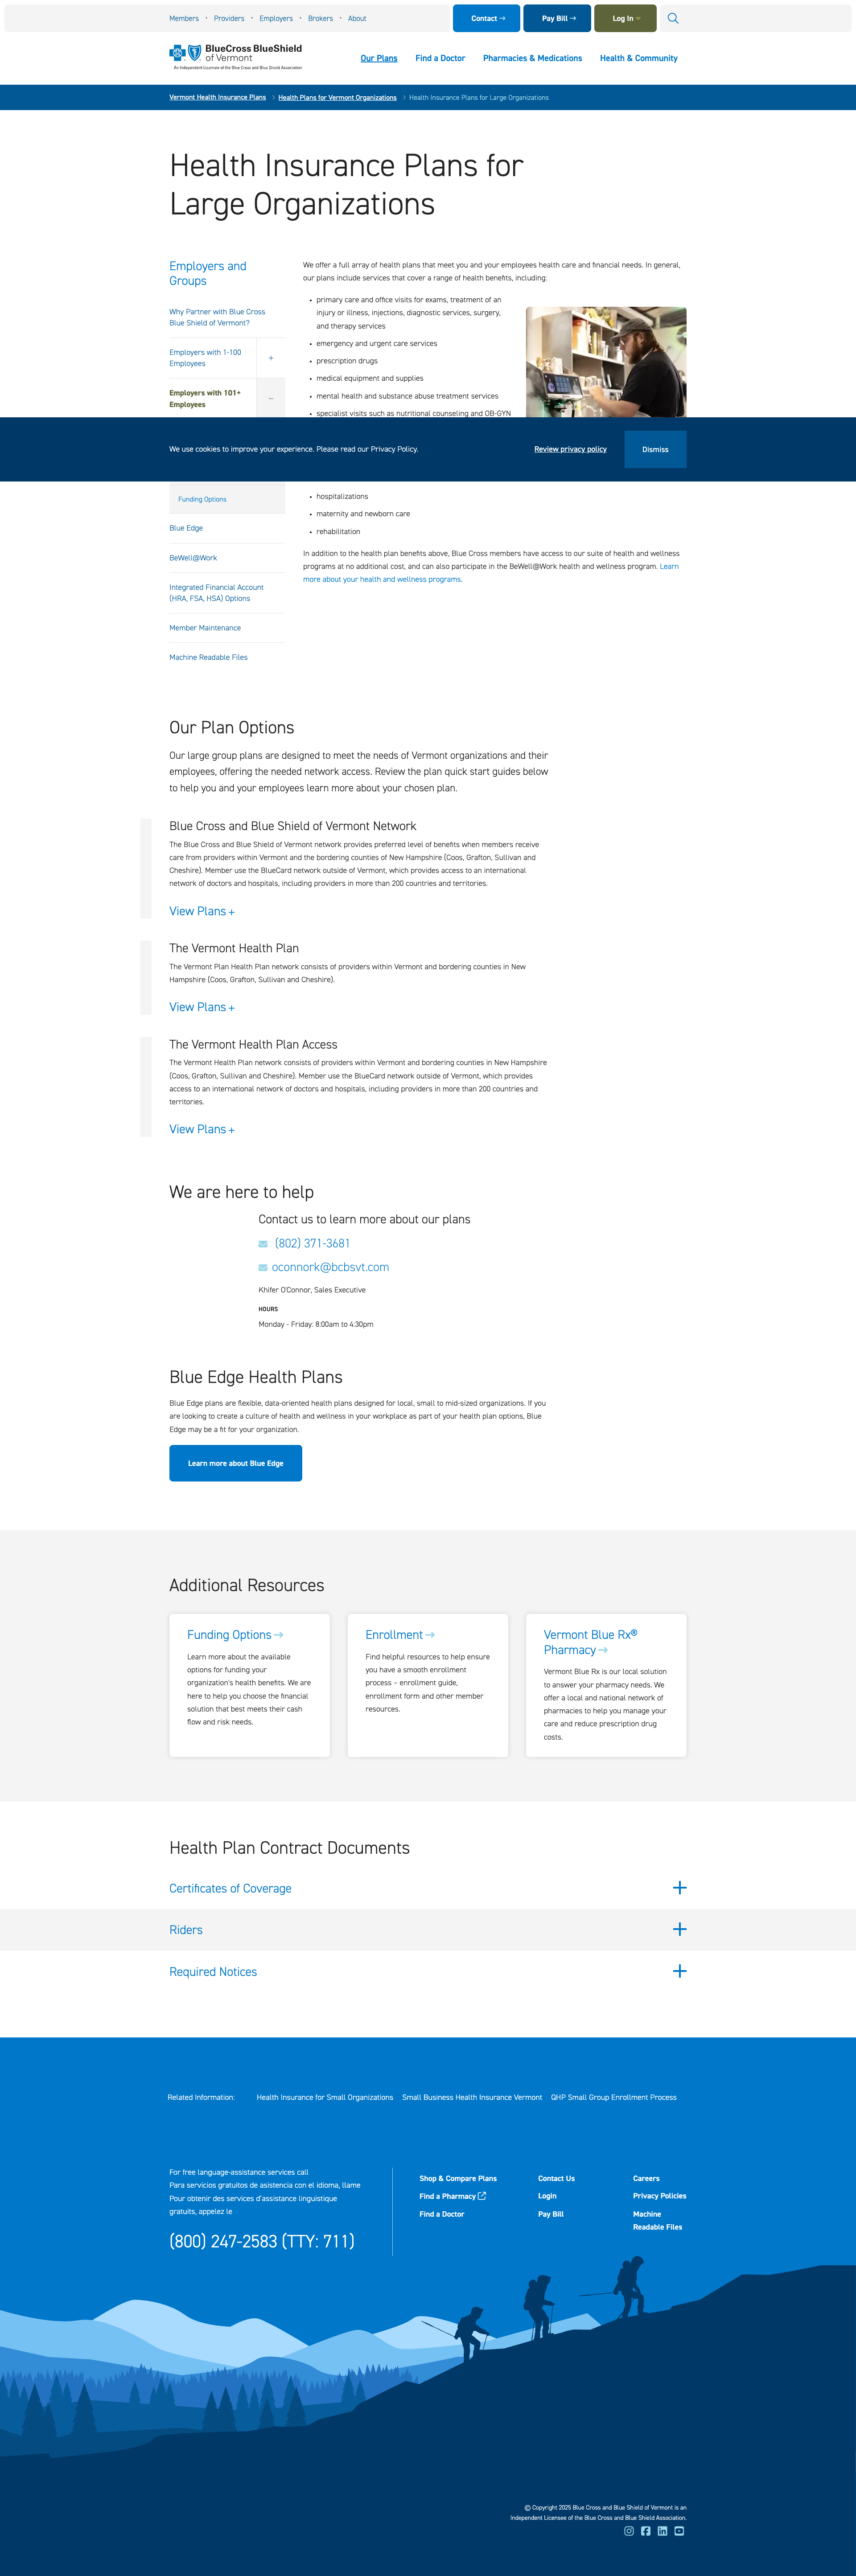 Members • Providers • Employers • Brokers • About
Contact
Pay Bill
Log In
BlueCross BlueShield
of Vermont
An Independent Licensee of the Blue Cross and Blue Shield Association
Our Plans
Find a Doctor
Pharmacies & Medications
Health & Community
Vermont Health Insurance Plans > Health Plans for Vermont Organizations > Health Insurance Plans for Large Organizations
Health Insurance Plans for
Large Organizations
Employers and
Groups
Why Partner with Blue Cross
Blue Shield of Vermont?
Employers with 1-100
Employees
+
Employers with 101+
Employees
–
We offer a full array of health plans that meet you and your employees health care and financial needs. In general,
our plans include services that cover a range of health benefits, including:
• primary care and office visits for exams, treatment of an
injury or illness, injections, diagnostic services, surgery,
and therapy services
• emergency and urgent care services
• prescription drugs
• medical equipment and supplies
• mental health and substance abuse treatment services
• specialist visits such as nutritional counseling and OB-GYN
We use cookies to improve your experience. Please read our Privacy Policy.
Review privacy policy
Dismiss
Funding Options
Blue Edge
BeWell@Work
Integrated Financial Account
(HRA, FSA, HSA) Options
Member Maintenance
Machine Readable Files
• hospitalizations
• maternity and newborn care
• rehabilitation
In addition to the health plan benefits above, Blue Cross members have access to our suite of health and wellness
programs at no additional cost, and can also participate in the BeWell@Work health and wellness program. Learn
more about your health and wellness programs.
Our Plan Options
Our large group plans are designed to meet the needs of Vermont organizations and their
employees, offering the needed network access. Review the plan quick start guides below
to help you and your employees learn more about your chosen plan.
Blue Cross and Blue Shield of Vermont Network
The Blue Cross and Blue Shield of Vermont network provides preferred level of benefits when members receive
care from providers within Vermont and the bordering counties of New Hampshire (Coos, Grafton, Sullivan and
Cheshire). Member use the BlueCard network outside of Vermont, which provides access to an international
network of doctors and hospitals, including providers in more than 200 countries and territories.
View Plans +
The Vermont Health Plan
The Vermont Plan Health Plan network consists of providers within Vermont and bordering counties in New
Hampshire (Coos, Grafton, Sullivan and Cheshire).
View Plans +
The Vermont Health Plan Access
The Vermont Health Plan network consists of providers within Vermont and bordering counties in New Hampshire
(Coos, Grafton, Sullivan and Cheshire). Member use the BlueCard network outside of Vermont, which provides
access to an international network of doctors and hospitals, including providers in more than 200 countries and
territories.
View Plans +
We are here to help
Contact us to learn more about our plans
(802) 371-3681
oconnork@bcbsvt.com
Khifer O'Connor, Sales Executive
HOURS
Monday - Friday: 8:00am to 4:30pm
Blue Edge Health Plans
Blue Edge plans are flexible, data-oriented health plans designed for local, small to mid-sized organizations. If you
are looking to create a culture of health and wellness in your workplace as part of your health plan options, Blue
Edge may be a fit for your organization.
Learn more about Blue Edge
Additional Resources
Funding Options
Learn more about the available
options for funding your
organization's health benefits. We are
here to help you choose the financial
solution that best meets their cash
flow and risk needs.
Enrollment
Find helpful resources to help ensure
you have a smooth enrollment
process – enrollment guide,
enrollment form and other member
resources.
Vermont Blue Rx®
Pharmacy
Vermont Blue Rx is our local solution
to answer your pharmacy needs. We
offer a local and national network of
pharmacies to help you manage your
care and reduce prescription drug
costs.
Health Plan Contract Documents
Certificates of Coverage
Riders
Required Notices
Related Information:
Health Insurance for Small Organizations
Small Business Health Insurance Vermont
QHP Small Group Enrollment Process
For free language-assistance services call
Para servicios gratuitos de asistencia con el idioma, llame
Pour obtenir des services d'assistance linguistique
gratuits, appelez le
(800) 247-2583 (TTY: 711)
Shop & Compare Plans
Find a Pharmacy
Find a Doctor
Contact Us
Login
Pay Bill
Careers
Privacy Policies
Machine
Readable Files
© Copyright 2025 Blue Cross and Blue Shield of Vermont is an
Independent Licensee of the Blue Cross and Blue Shield Association.